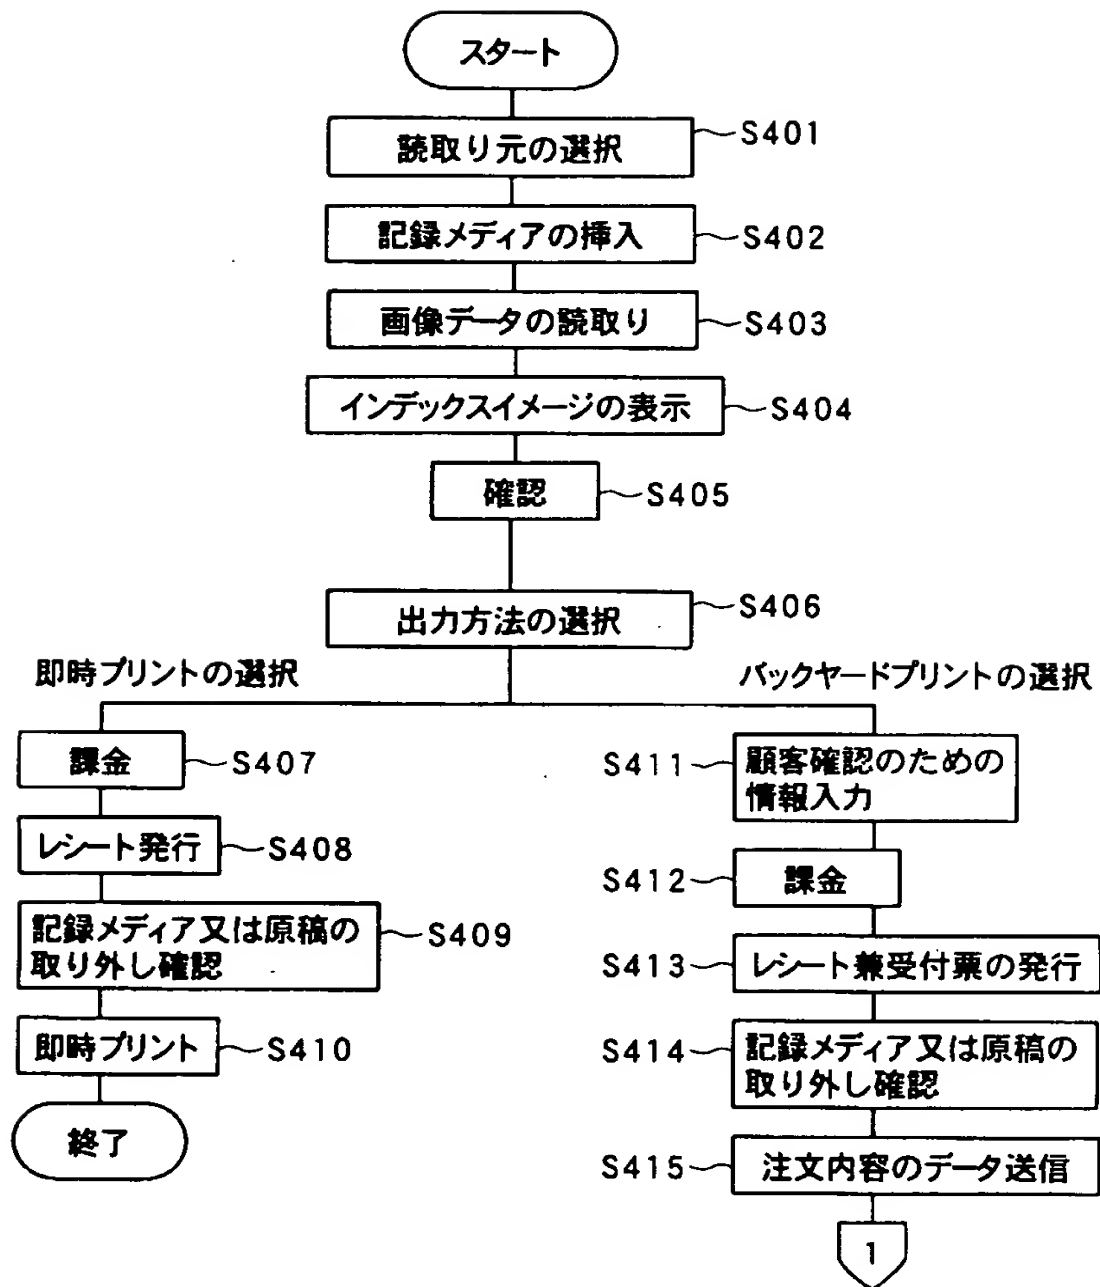 スタート
読取り元の選択
S401
記録メディアの挿入
S402
画像データの読取り
S403
インデックスイメージの表示
S404
確認
S405
出力方法の選択
S406
即時プリントの選択
課金
S407
レシート発行
S408
記録メディア又は原稿の
取り外し確認
S409
即時プリント
S410
終了
バックヤードプリントの選択
S411
顧客確認のための
情報入力
S412
課金
S413
レシート兼受付票の発行
S414
記録メディア又は原稿の
取り外し確認
S415
注文内容のデータ送信
1